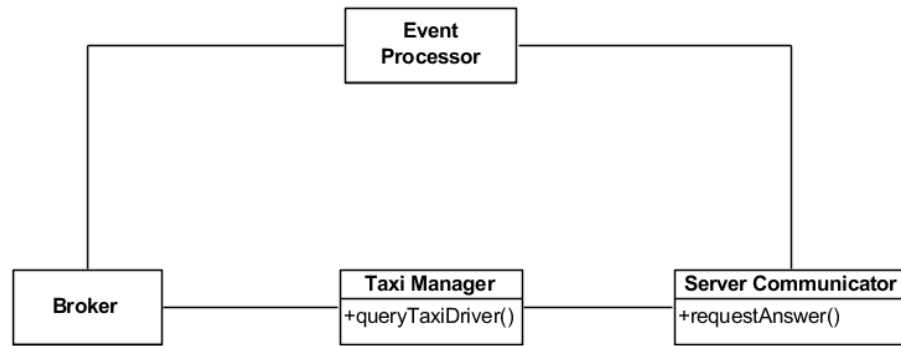 Event
Processor
Broker
Taxi Manager
+queryTaxiDriver()
Server Communicator
+requestAnswer()